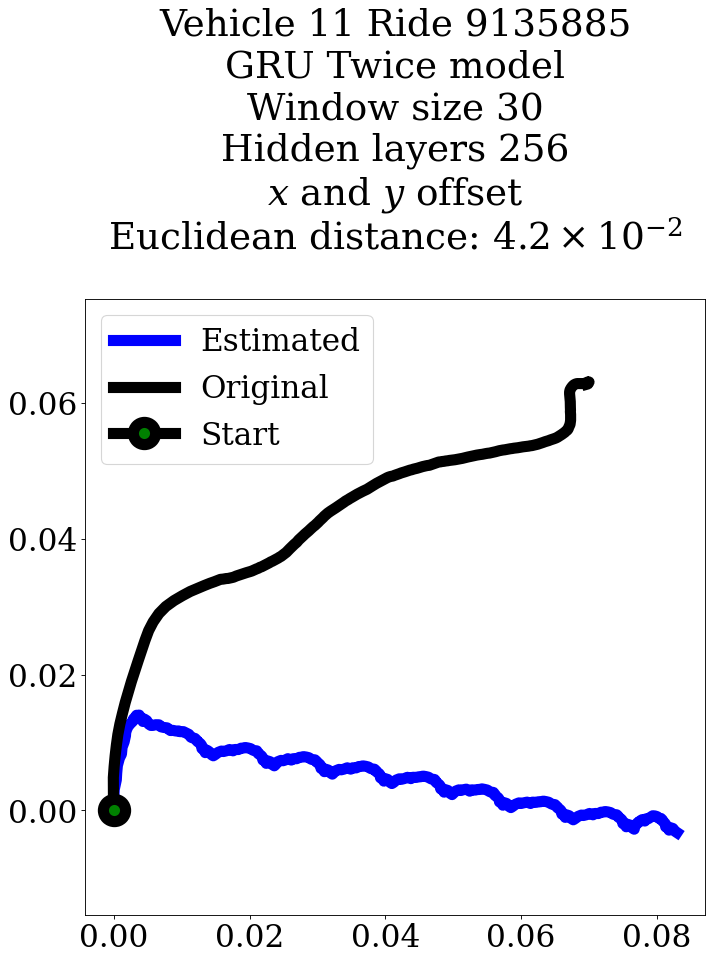 Vehicle 11 Ride 9135885
GRU Twice model
Window size 30
Hidden layers 256
x and y offset
Euclidean distance: 4.2 × 10⁻²
Estimated
Original
Start
0.06
0.04
0.02
0.00
0.00 0.02 0.04 0.06 0.08